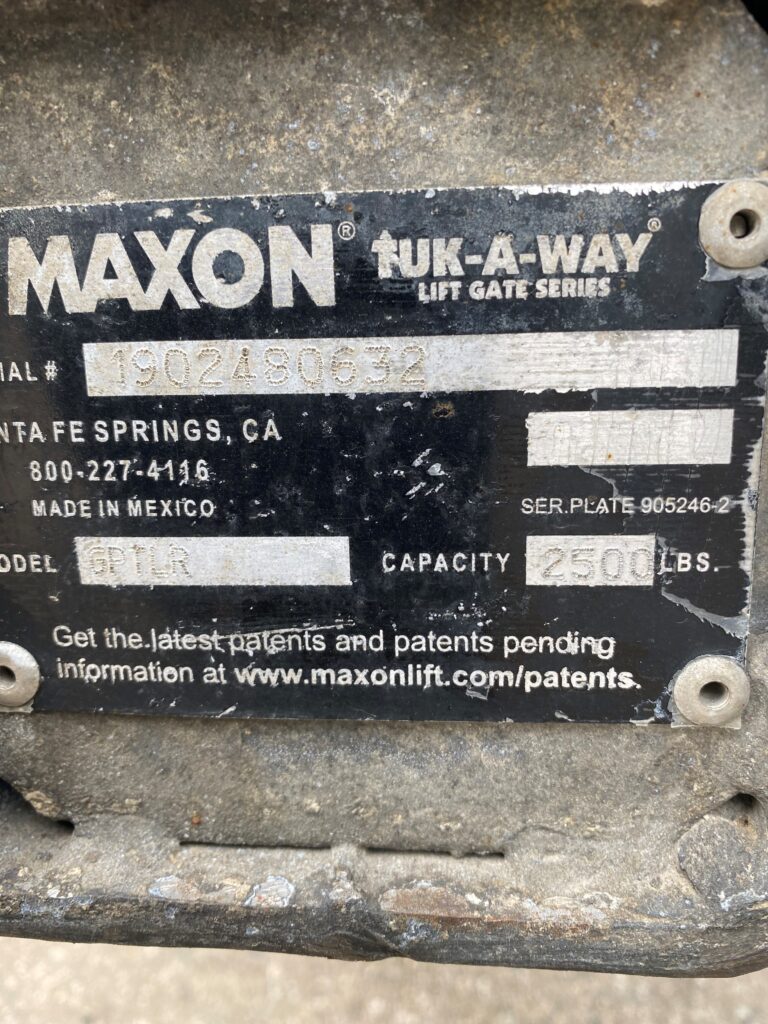 MAXON® TUK-A-WAY®
LIFT GATE SERIES
IAL # 1902480632
NTA FE SPRINGS, CA
800-227-4116
MADE IN MEXICO
SER.PLATE 905246-2
ODEL GPTLR CAPACITY 2500 LBS.
Get the latest patents and patents pending
information at www.maxonlift.com/patents.